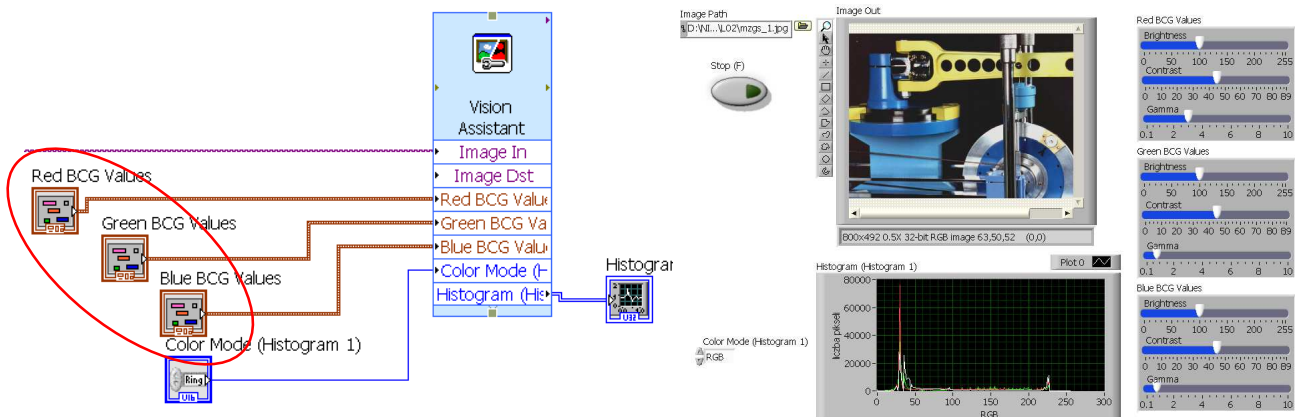 Vision
Assistant
Image In
Image Dst
Red BCG Valu
Green BCG Va
Blue BCG Valu
Color Mode (H
Histogram (His
Red BCG Values
Green BCG Values
Blue BCG Values
Color Mode (Histogram 1)
Ring
U16
Histogra
U32
Image Path
D:\NI...\L02\mzgs_1.jpg
Stop (F)
Image Out
800x492 0.5X 32-bit RGB image 63,50,52 (0,0)
Histogram (Histogram 1)
Plot 0
80000
60000
40000
20000
0
liczba pikseli
0 50 100 150 200 250 300
RGB
Color Mode (Histogram 1)
RGB
Red BCG Values
Brightness
0 50 100 150 200 255
Contrast
0 10 20 30 40 50 60 70 80 89
Gamma
0.1 2 4 6 8 10
Green BCG Values
Brightness
0 50 100 150 200 255
Contrast
0 10 20 30 40 50 60 70 80 89
Gamma
0.1 2 4 6 8 10
Blue BCG Values
Brightness
0 50 100 150 200 255
Contrast
0 10 20 30 40 50 60 70 80 89
Gamma
0.1 2 4 6 8 10